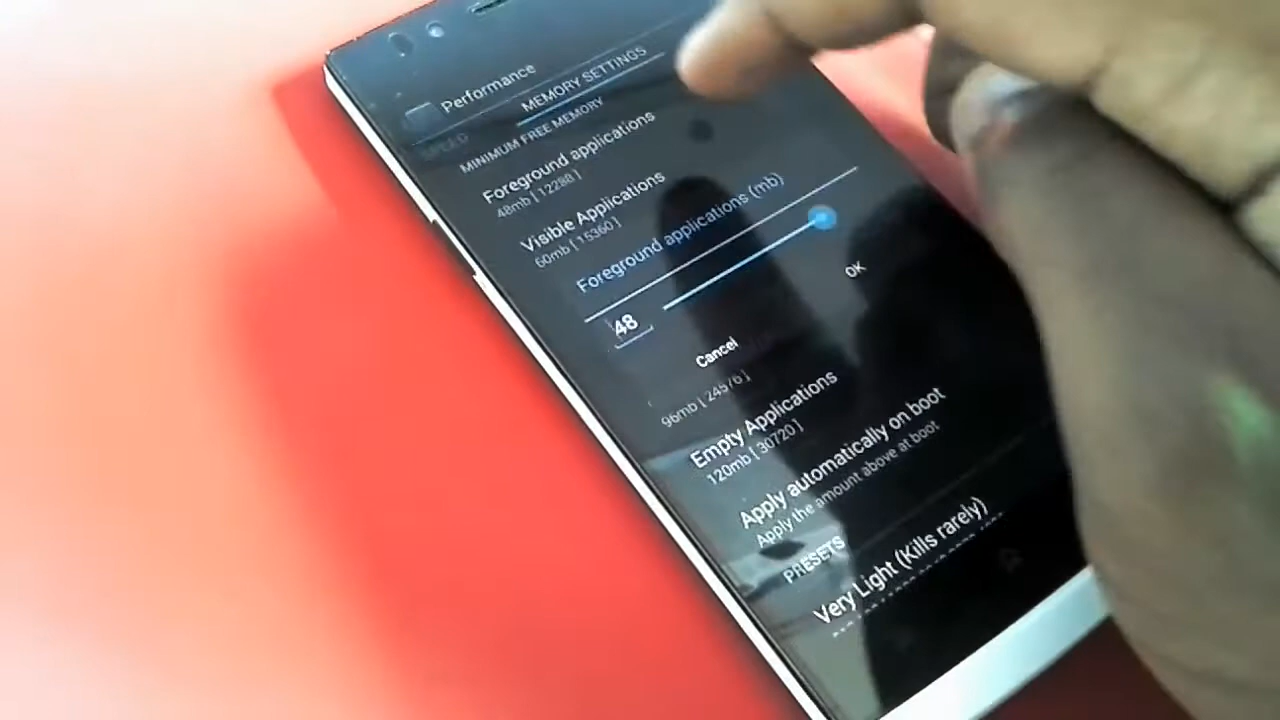 Performance
SPEED
MEMORY SETTINGS
MINIMUM FREE MEMORY
Foreground applications
48mb [ 12288 ]
Visible Applications
60mb [ 15360 ]
Foreground applications (mb)
48
OK
Cancel
96mb [ 24576 ]
Empty Applications
120mb [ 30720 ]
Apply automatically on boot
Apply the amount above at boot
PRESETS
Very Light (Kills rarely)